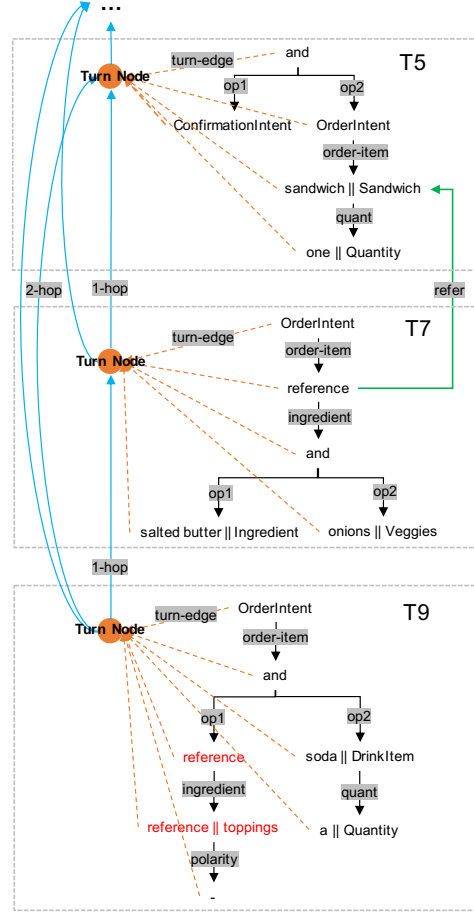 ...
T5
and
turn-edge
Turn Node
op1
op2
ConfirmationIntent
OrderIntent
order-item
sandwich || Sandwich
quant
one || Quantity
2-hop
1-hop
refer
T7
OrderIntent
turn-edge
order-item
Turn Node
reference
ingredient
and
op1
op2
salted butter || Ingredient
onions || Veggies
1-hop
T9
OrderIntent
turn-edge
Turn Node
order-item
and
op1
op2
reference
soda || DrinkItem
ingredient
quant
reference || toppings
a || Quantity
polarity
-